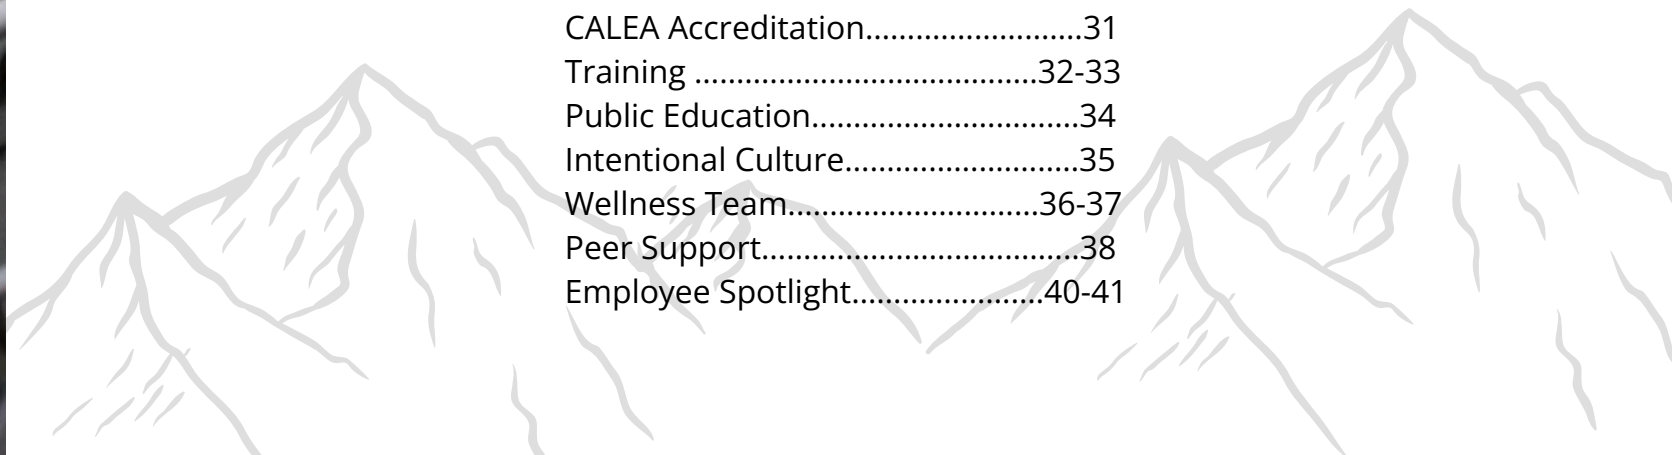 CALEA Accreditation..........................31
Training .........................................32-33
Public Education................................34
Intentional Culture............................35
Wellness Team..............................36-37
Peer Support......................................38
Employee Spotlight.......................40-41